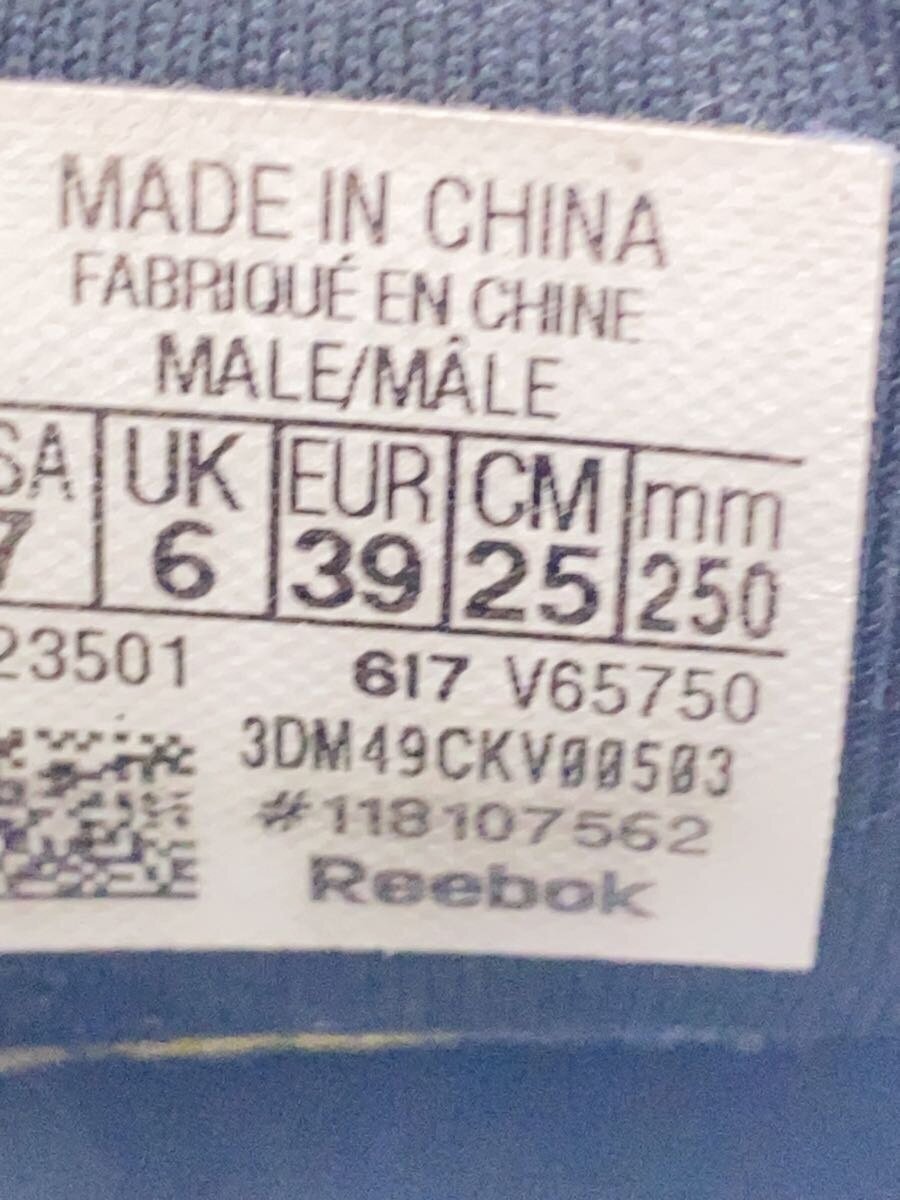 MADE IN CHINA
FABRIQUÉ EN CHINE
MALE/MÂLE
SA UK EUR CM mm
7 6 39 25 250
23501 617 V65750
3DM49CKV00503
#118107562
Reebok